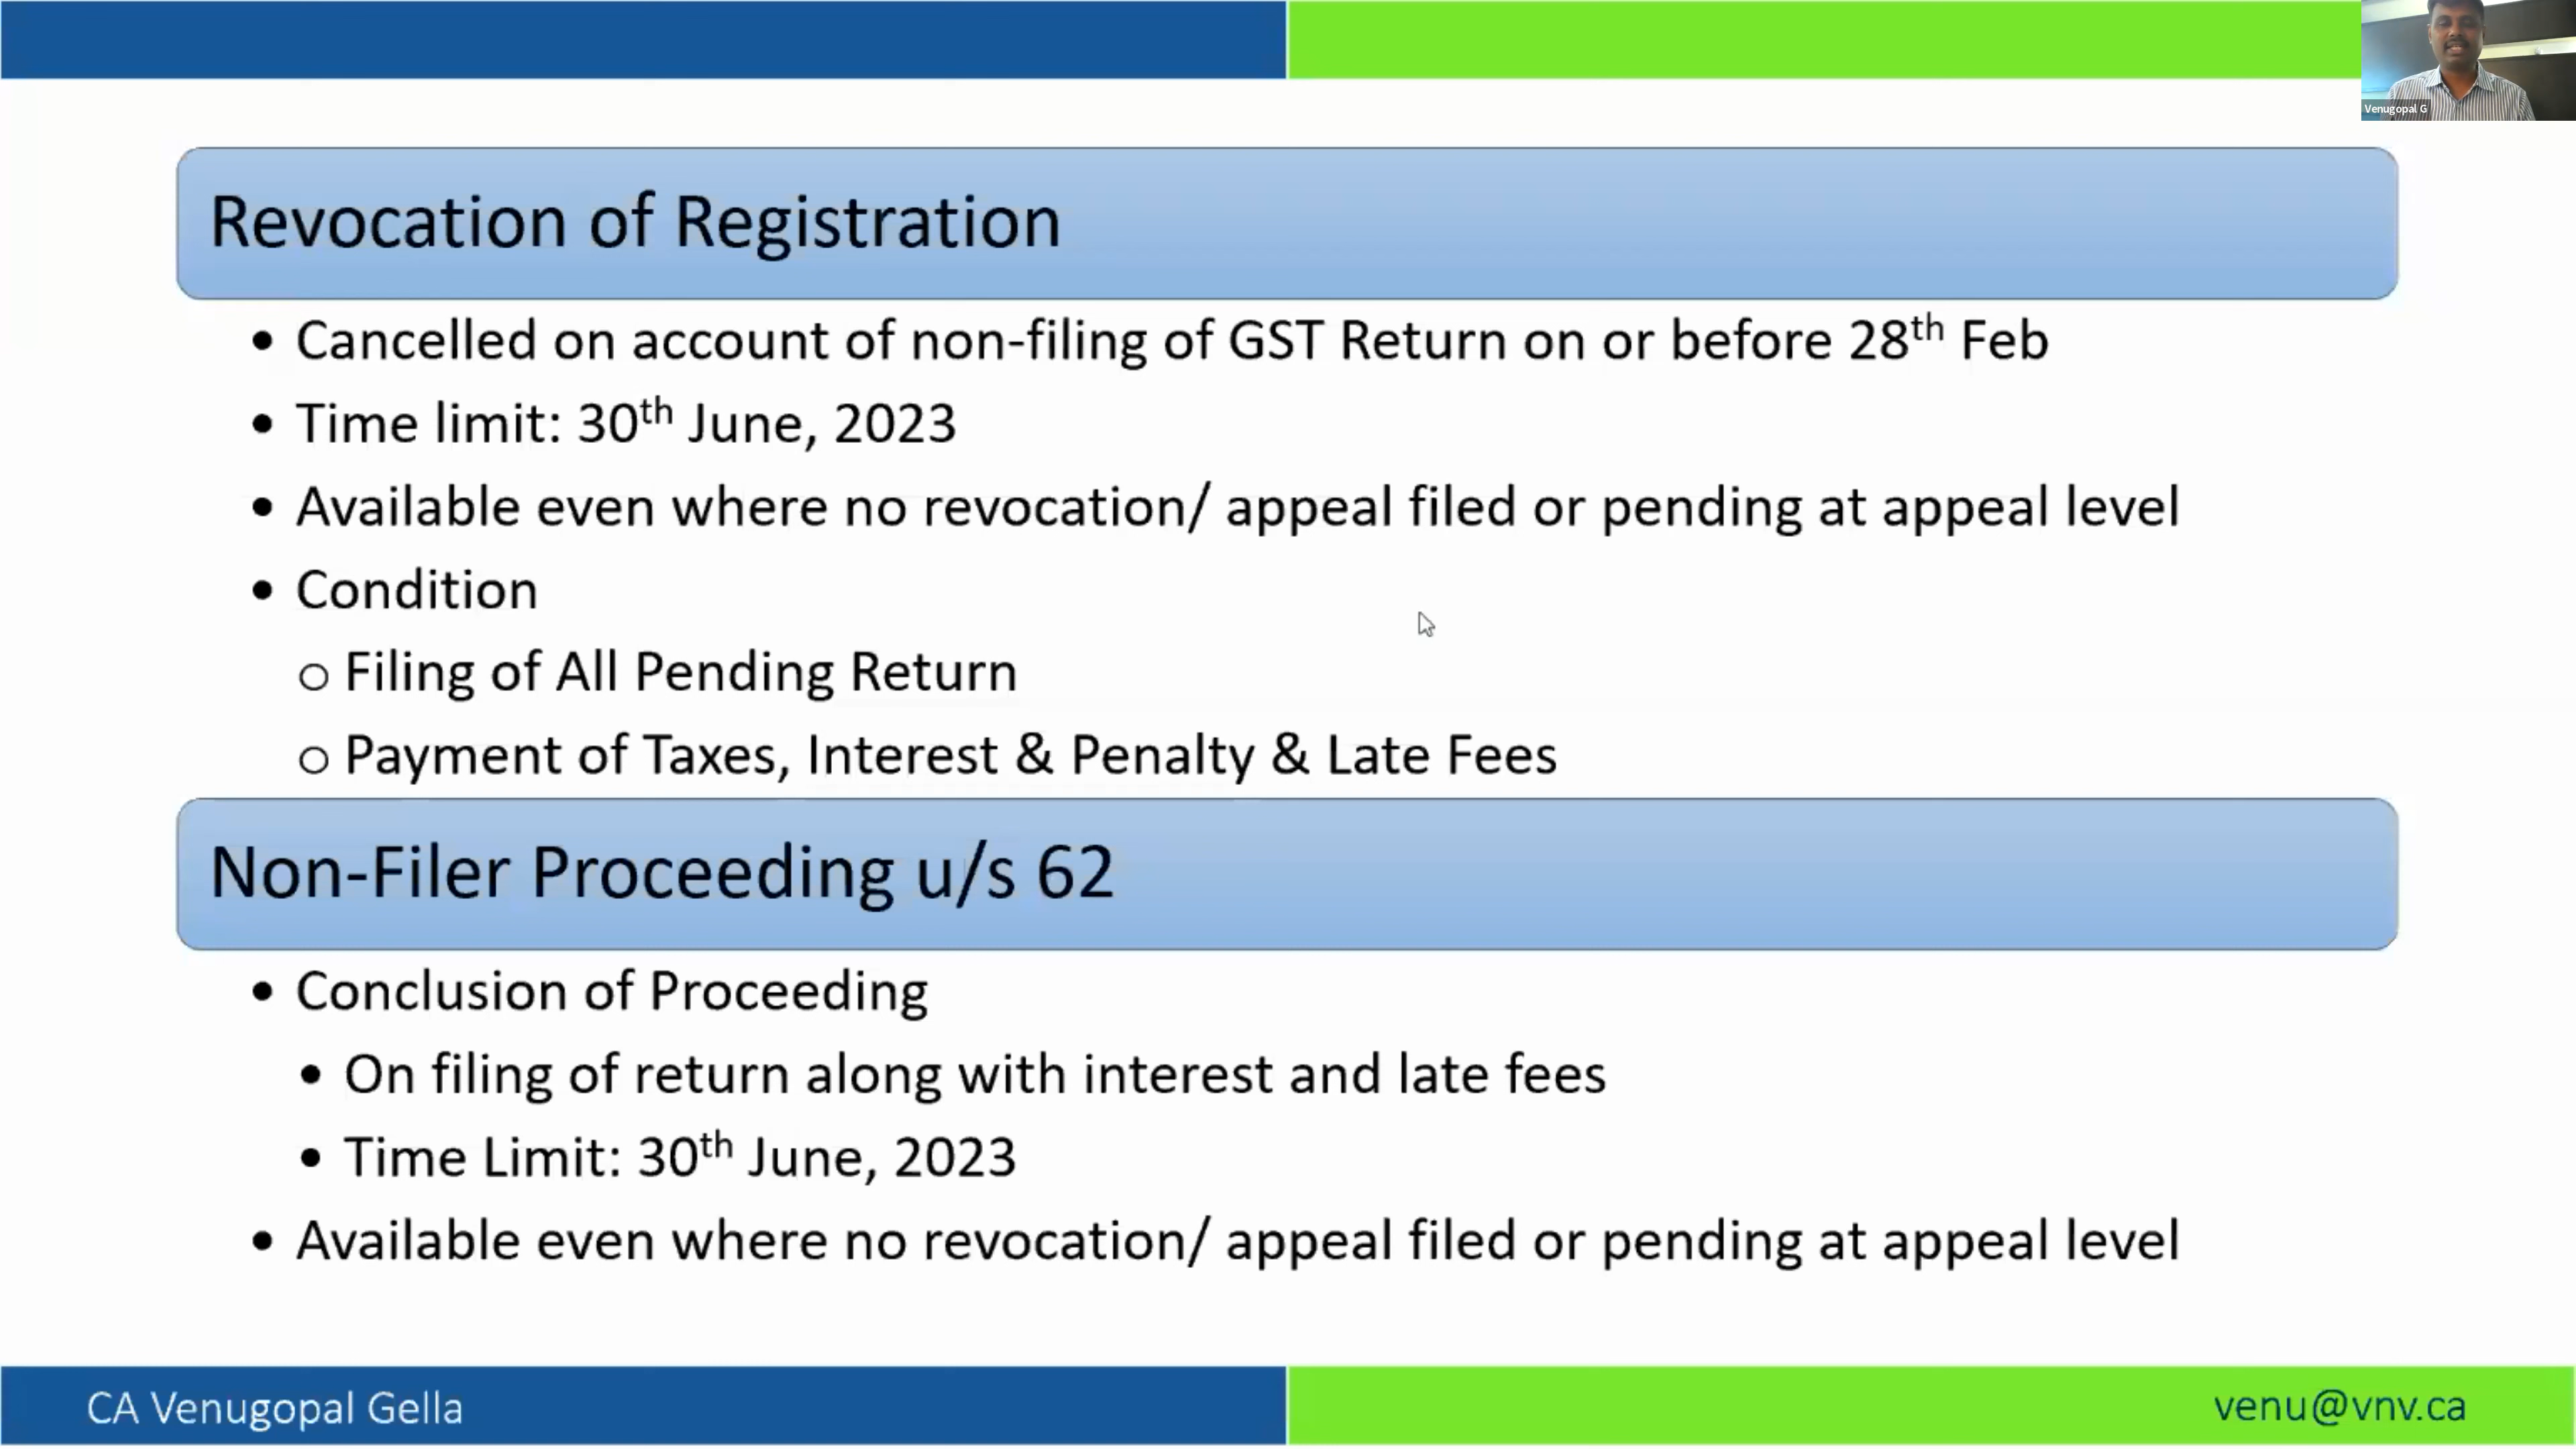 Venugopal G
Revocation of Registration
• Cancelled on account of non-filing of GST Return on or before 28th Feb
• Time limit: 30th June, 2023
• Available even where no revocation/ appeal filed or pending at appeal level
• Condition
o Filing of All Pending Return
o Payment of Taxes, Interest & Penalty & Late Fees
Non-Filer Proceeding u/s 62
• Conclusion of Proceeding
• On filing of return along with interest and late fees
• Time Limit: 30th June, 2023
• Available even where no revocation/ appeal filed or pending at appeal level
CA Venugopal Gella
venu@vnv.ca